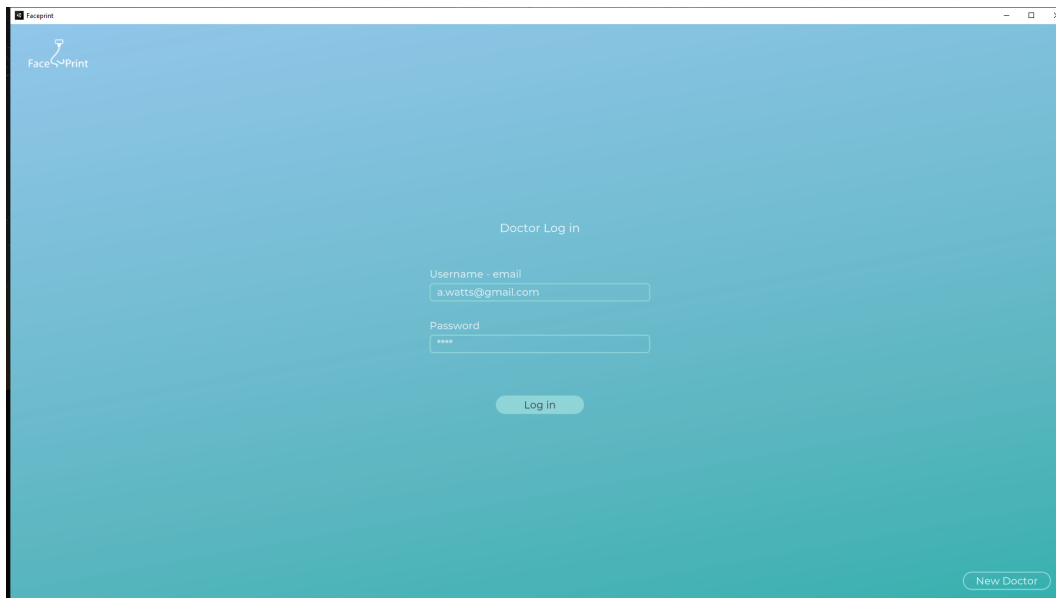 Faceprint
Face Print
Doctor Log in
Username - email
a.watts@gmail.com
Password
****
Log in
New Doctor